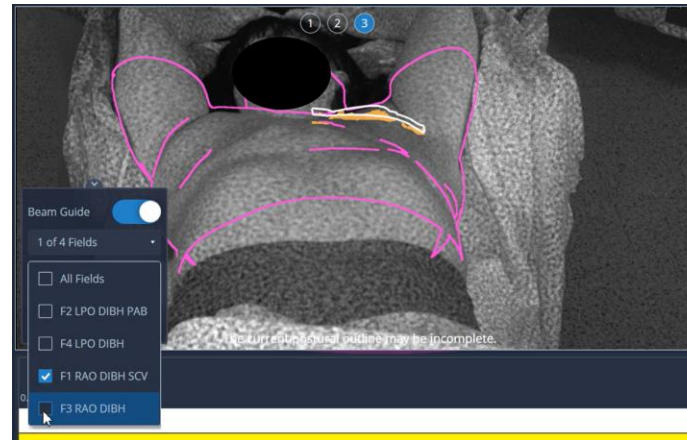 1 2 3
Beam Guide
1 of 4 Fields
All Fields
F2 LPO DIBH PAB
F4 LPO DIBH
F1 RAO DIBH SCV
F3 RAO DIBH
current postural outline may be incomplete.
0.